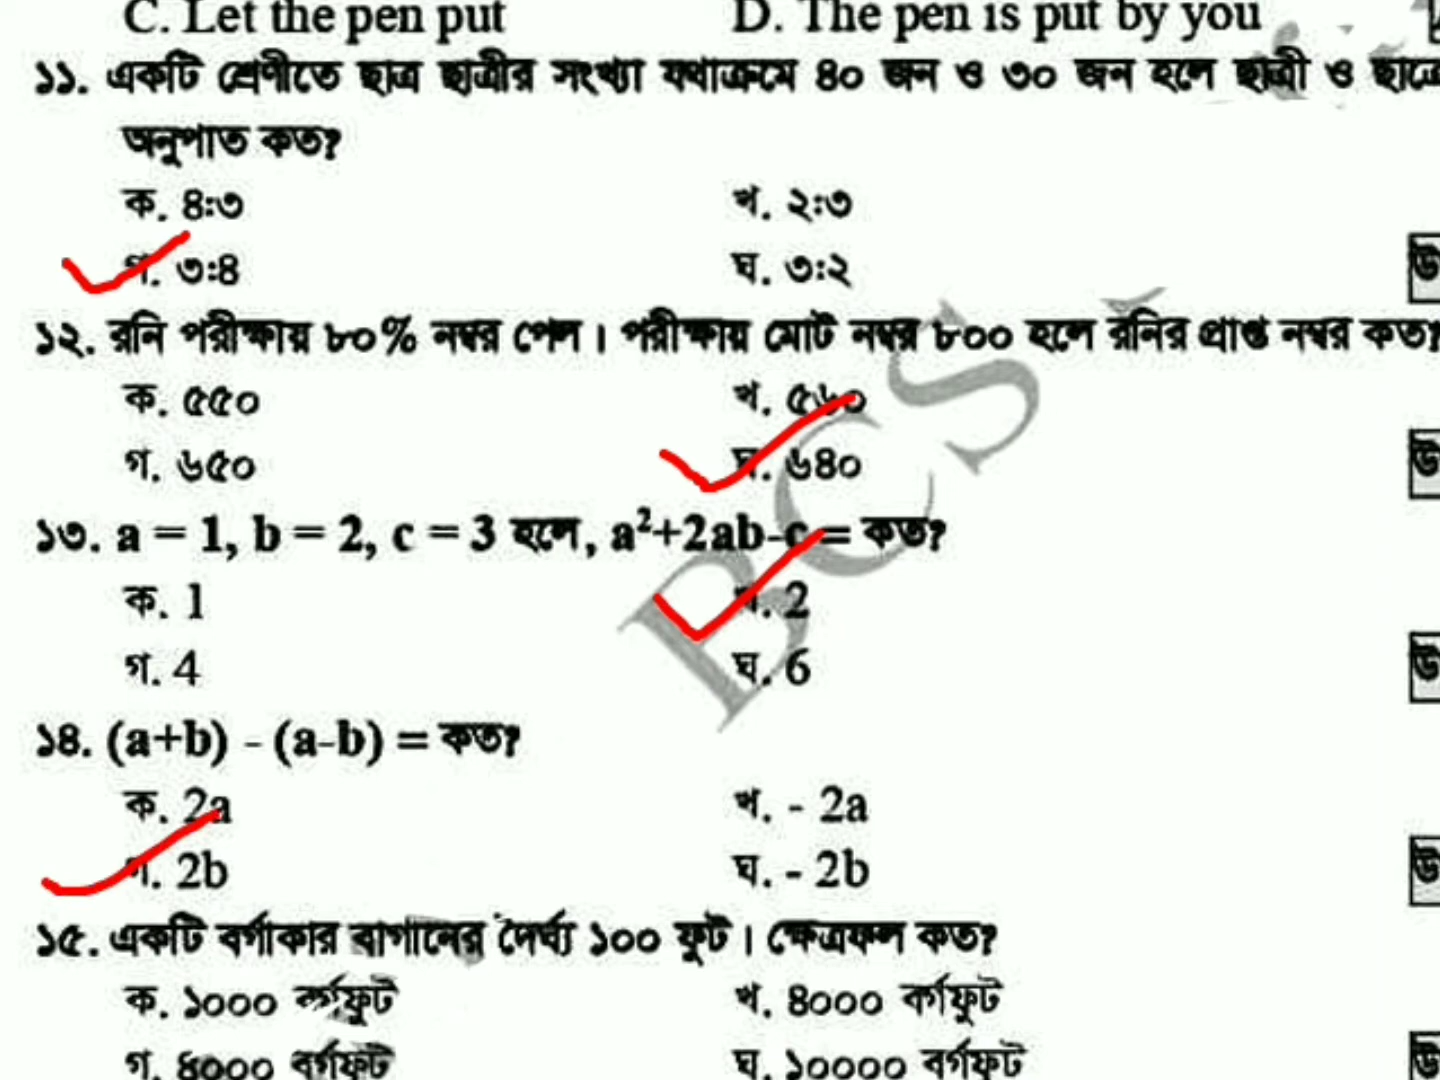 C. Let the pen put D. The pen is put by you
১১. একটি শ্রেণীতে ছাত্র ছাত্রীর সংখ্যা যথাক্রমে ৪০ জন ও ৩০ জন হলে ছাত্রী ও
অনুপাত কত?
ক. ৪:৩ খ. ২:৩
গ. ৩:৪ ঘ. ৩:২
১২. রনি পরীক্ষায় ৮০% নম্বর পেল। পরীক্ষায় মোট নম্বর ৮০০ হলে রনির প্রাপ্ত নম্বর কত?
ক. ৫৫০ খ. ৫৬০
গ. ৬৫০ ঘ. ৬৪০
১৩. a = 1, b = 2, c = 3 হলে, a²+2ab-c = কত?
ক. 1 খ. 2
গ. 4 ঘ. 6
১৪. (a+b) - (a-b) = কত?
ক. 2a খ. - 2a
গ. 2b ঘ. - 2b
১৫. একটি বর্গাকার বাগানের দৈর্ঘ্য ১০০ ফুট। ক্ষেত্রফল কত?
ক. ১০০০ বর্গফুট খ. ৪০০০ বর্গফুট
গ. ৪০০০ বর্গফুট ঘ. ১০০০০ বর্গফুট
BCS